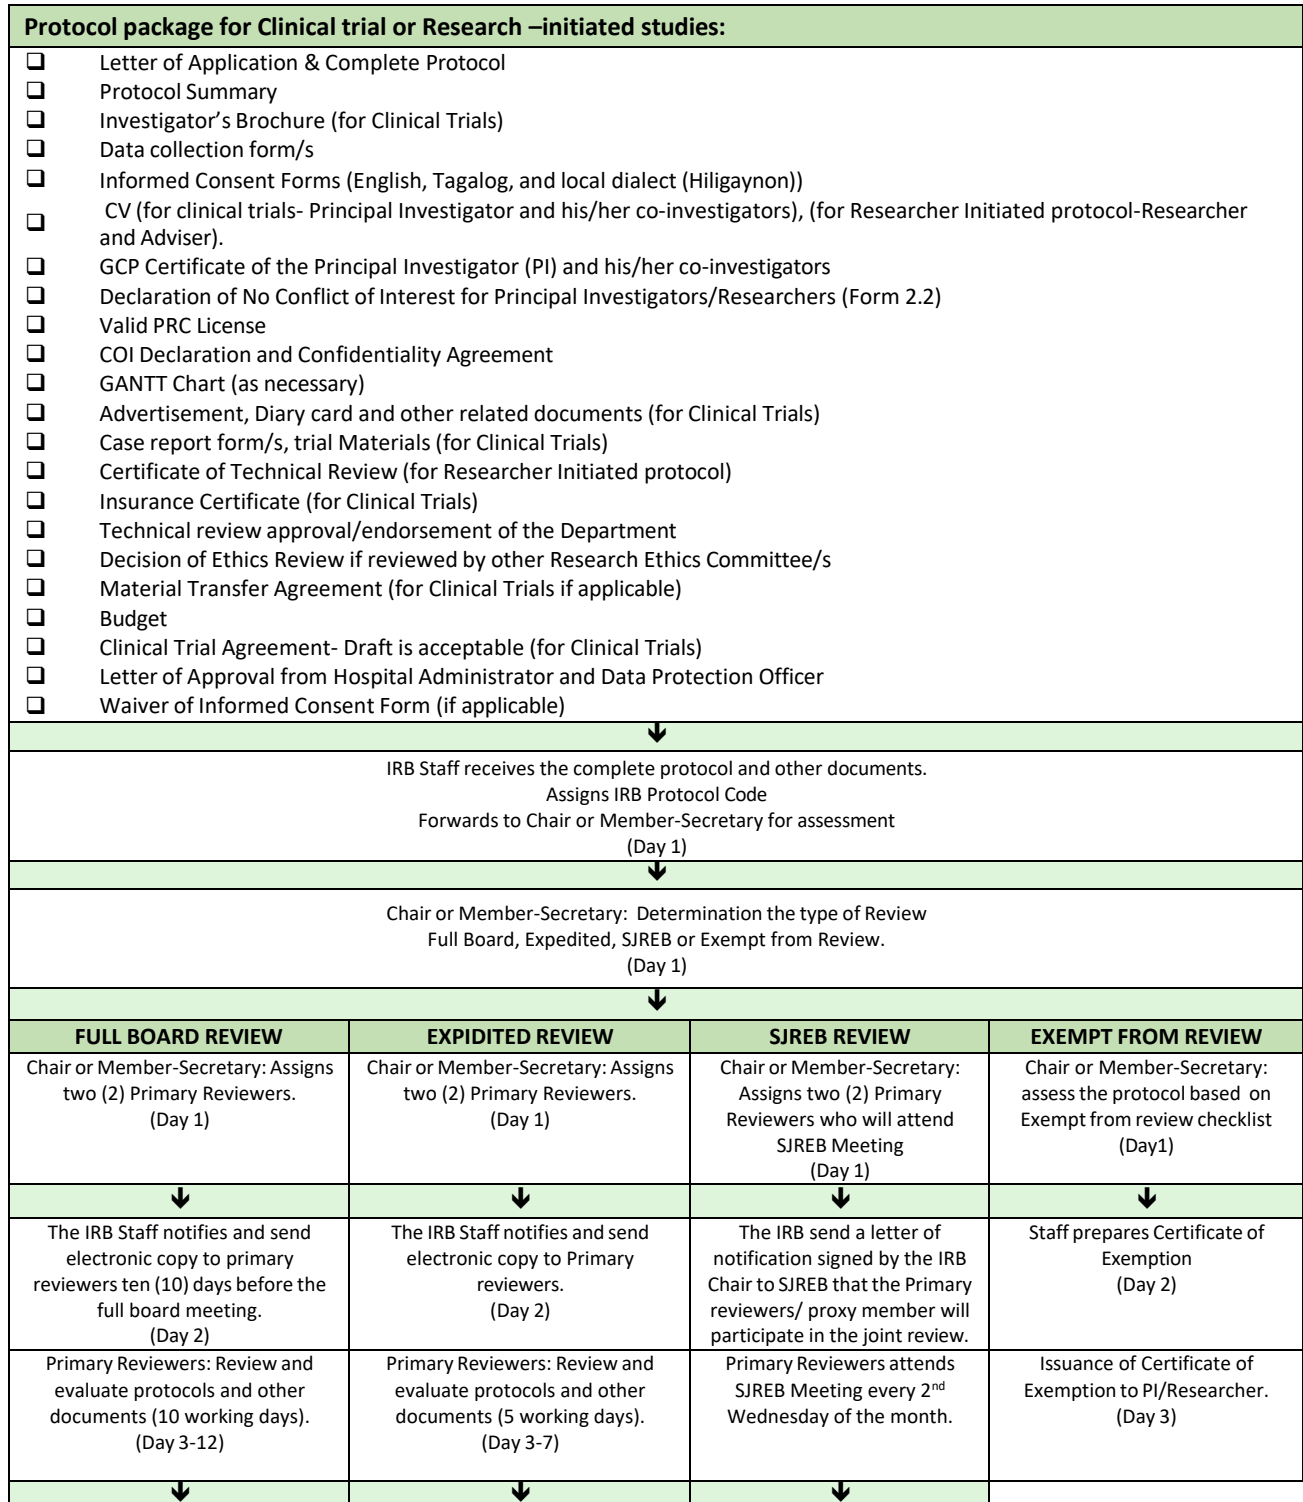 Protocol package for Clinical trial or Research –initiated studies:
❑ Letter of Application & Complete Protocol
❑ Protocol Summary
❑ Investigator's Brochure (for Clinical Trials)
❑ Data collection form/s
❑ Informed Consent Forms (English, Tagalog, and local dialect (Hiligaynon))
❑ CV (for clinical trials- Principal Investigator and his/her co-investigators), (for Researcher Initiated protocol-Researcher
and Adviser).
❑ GCP Certificate of the Principal Investigator (PI) and his/her co-investigators
❑ Declaration of No Conflict of Interest for Principal Investigators/Researchers (Form 2.2)
❑ Valid PRC License
❑ COI Declaration and Confidentiality Agreement
❑ GANTT Chart (as necessary)
❑ Advertisement, Diary card and other related documents (for Clinical Trials)
❑ Case report form/s, trial Materials (for Clinical Trials)
❑ Certificate of Technical Review (for Researcher Initiated protocol)
❑ Insurance Certificate (for Clinical Trials)
❑ Technical review approval/endorsement of the Department
❑ Decision of Ethics Review if reviewed by other Research Ethics Committee/s
❑ Material Transfer Agreement (for Clinical Trials if applicable)
❑ Budget
❑ Clinical Trial Agreement- Draft is acceptable (for Clinical Trials)
❑ Letter of Approval from Hospital Administrator and Data Protection Officer
❑ Waiver of Informed Consent Form (if applicable)
IRB Staff receives the complete protocol and other documents.
Assigns IRB Protocol Code
Forwards to Chair or Member-Secretary for assessment
(Day 1)
Chair or Member-Secretary: Determination the type of Review
Full Board, Expedited, SJREB or Exempt from Review.
(Day 1)
FULL BOARD REVIEW
EXPIDITED REVIEW
SJREB REVIEW
EXEMPT FROM REVIEW
Chair or Member-Secretary: Assigns
two (2) Primary Reviewers.
(Day 1)
Chair or Member-Secretary: Assigns
two (2) Primary Reviewers.
(Day 1)
Chair or Member-Secretary:
Assigns two (2) Primary
Reviewers who will attend
SJREB Meeting
(Day 1)
Chair or Member-Secretary:
assess the protocol based on
Exempt from review checklist
(Day1)
The IRB Staff notifies and send
electronic copy to primary
reviewers ten (10) days before the
full board meeting.
(Day 2)
The IRB Staff notifies and send
electronic copy to Primary
reviewers.
(Day 2)
The IRB send a letter of
notification signed by the IRB
Chair to SJREB that the Primary
reviewers/ proxy member will
participate in the joint review.
Staff prepares Certificate of
Exemption
(Day 2)
Primary Reviewers: Review and
evaluate protocols and other
documents (10 working days).
(Day 3-12)
Primary Reviewers: Review and
evaluate protocols and other
documents (5 working days).
(Day 3-7)
Primary Reviewers attends
SJREB Meeting every 2nd
Wednesday of the month.
Issuance of Certificate of
Exemption to PI/Researcher.
(Day 3)